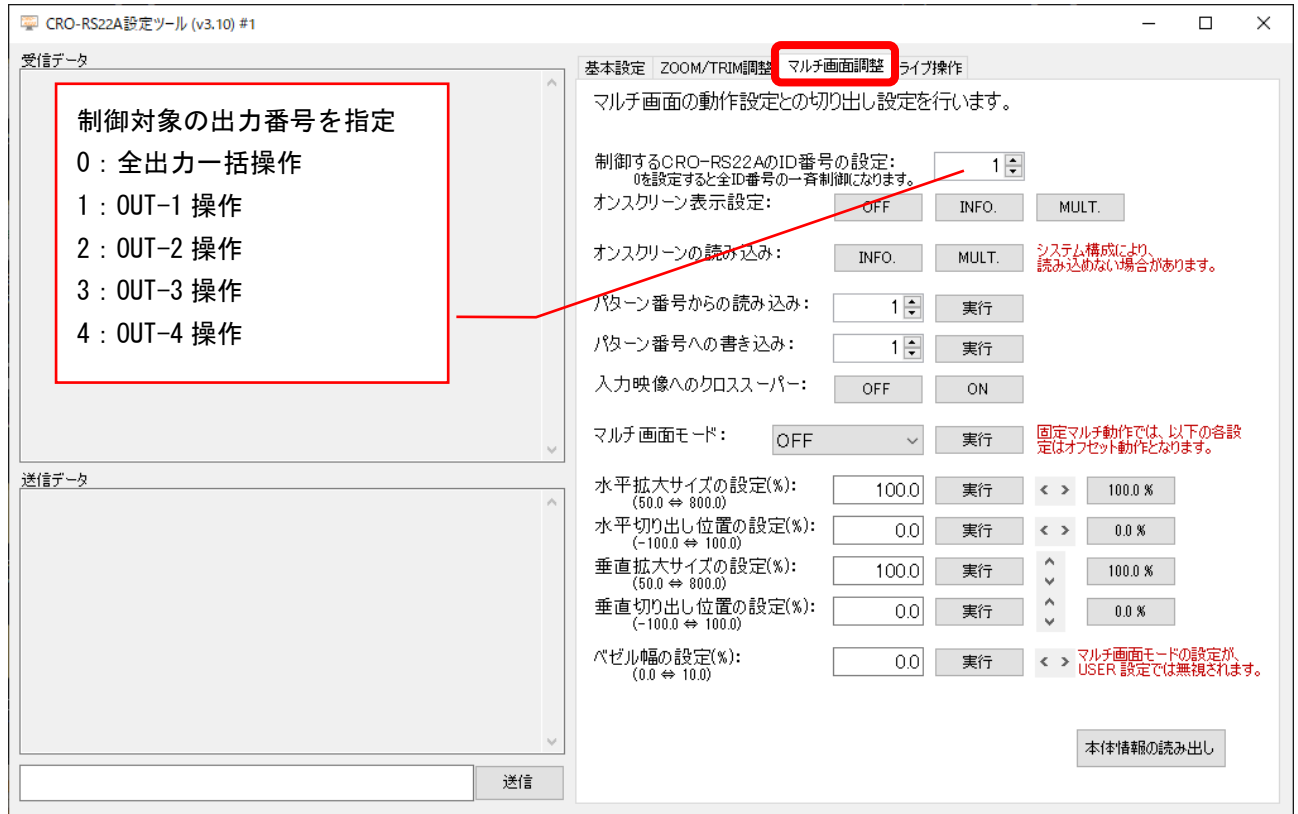 CRO-RS22A設定ツール (v3.10) #1
受信データ
制御対象の出力番号を指定
0：全出力一括操作
1：OUT-1 操作
2：OUT-2 操作
3：OUT-3 操作
4：OUT-4 操作
送信データ
送信
基本設定 ZOOM/TRIM調整 マルチ画面調整 ライブ操作
マルチ画面の動作設定との切り出し設定を行います。
制御するCRO-RS22AのID番号の設定： 1
0を設定すると全ID番号の一斉制御になります。
オンスクリーン表示設定： OFF INFO. MULT.
オンスクリーンの読み込み： INFO. MULT. システム構成により、
読み込めない場合があります。
パターン番号からの読み込み： 1 実行
パターン番号への書き込み： 1 実行
入力映像へのクロススーパー： OFF ON
マルチ画面モード： OFF 実行 固定マルチ動作では、以下の各設
定はオフセット動作となります。
水平拡大サイズの設定(%)： 100.0 実行 < > 100.0 %
(50.0 ⇔ 800.0)
水平切り出し位置の設定(%)： 0.0 実行 < > 0.0 %
(-100.0 ⇔ 100.0)
垂直拡大サイズの設定(%)： 100.0 実行 100.0 %
(50.0 ⇔ 800.0)
垂直切り出し位置の設定(%)： 0.0 実行 0.0 %
(-100.0 ⇔ 100.0)
ベゼル幅の設定(%)： 0.0 実行 < > マルチ画面モードの設定が、
(0.0 ⇔ 10.0) USER 設定では無視されます。
本体情報の読み出し